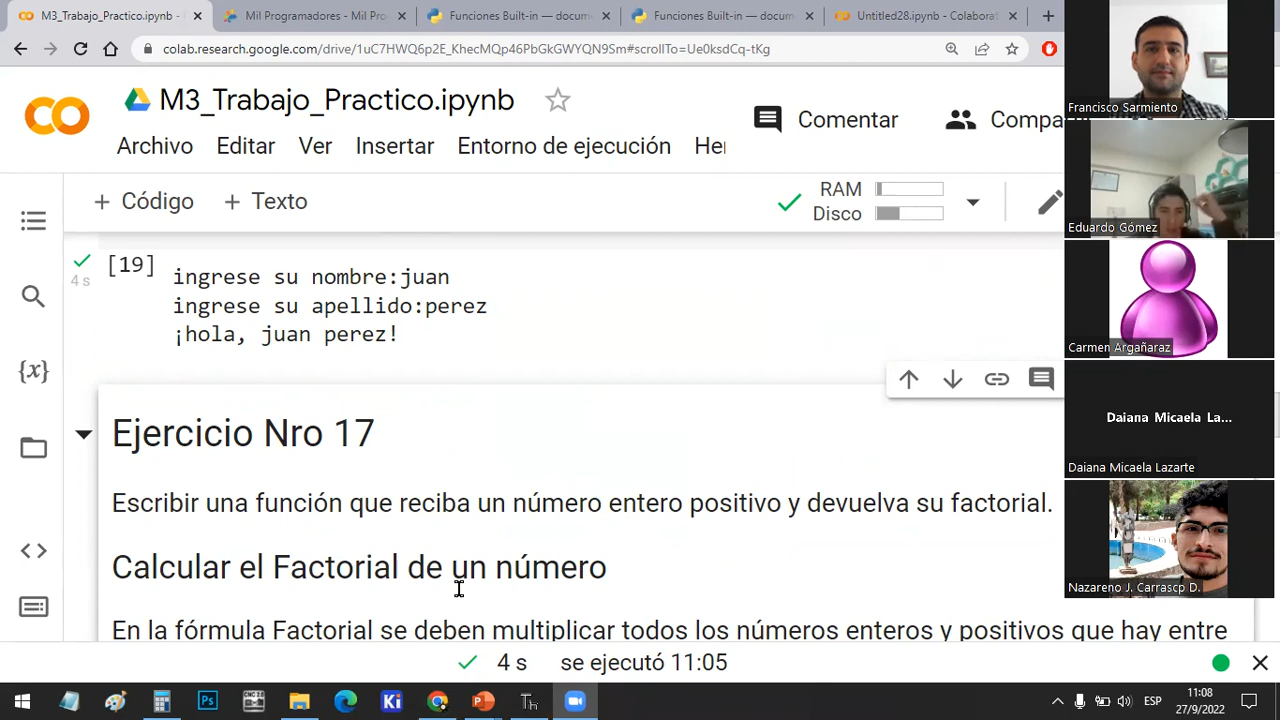 M3_Trabajo_Practico.ipynb -
Mil Programadores - Mil Pro
Funciones Built-in — docum
Funciones Built-in — docum
Untitled28.ipynb - Colaborat
colab.research.google.com/drive/1uC7HWQ6p2E_KhecMQp46PbGkGWYQN9Sm#scrollTo=Ue0ksdCq-tKg
M3_Trabajo_Practico.ipynb
Comentar
Compa
Archivo Editar Ver Insertar Entorno de ejecución He
+ Código + Texto
RAM
Disco
4 s
[19]
ingrese su nombre:juan
ingrese su apellido:perez
¡hola, juan perez!
{x}
Ejercicio Nro 17
Escribir una función que reciba un número entero positivo y devuelva su factorial.
Calcular el Factorial de un número
En la fórmula Factorial se deben multiplicar todos los números enteros y positivos que hay entre
4 s se ejecutó 11:05
Francisco Sarmiento
Eduardo Gómez
Carmen Argañaraz
Daiana Micaela La...
Daiana Micaela Lazarte
Nazareno J. Carrascp D.
Ps
Ki
Th
ESP
11:08
27/9/2022